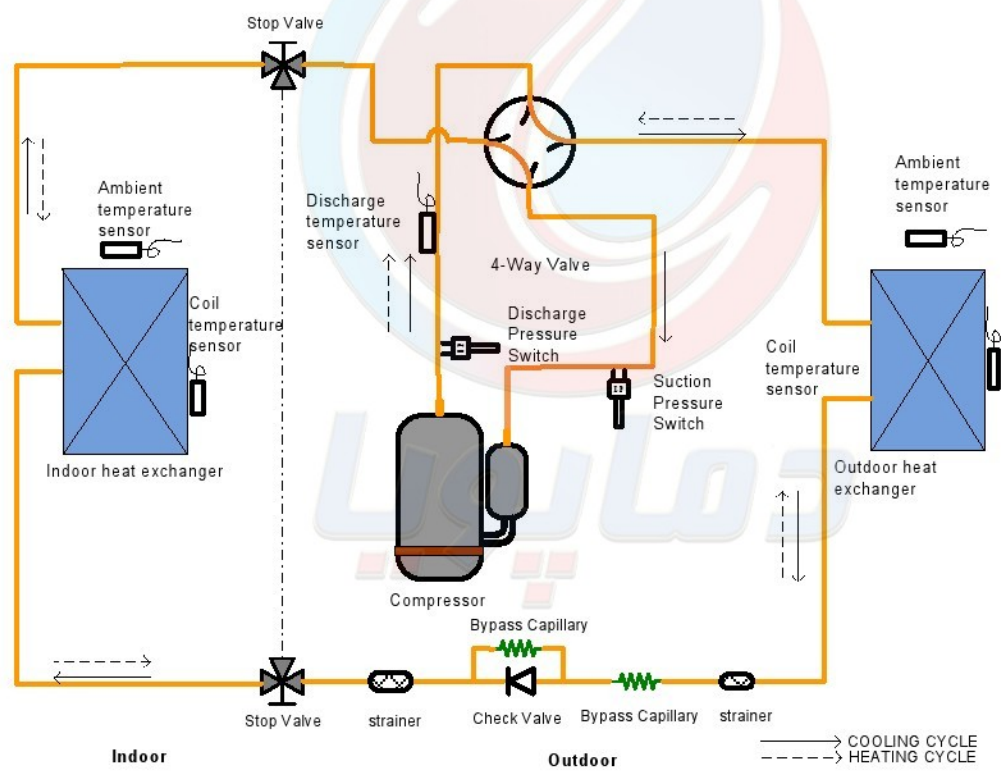 Stop Valve
Ambient
temperature
sensor
Discharge
temperature
sensor
4-Way Valve
Ambient
temperature
sensor
Coil
temperature
sensor
Discharge
Pressure
Switch
Suction
Pressure
Switch
Coil
temperature
sensor
Indoor heat exchanger
Outdoor heat
exchanger
دماپویا
Compressor
Bypass Capillary
Stop Valve
strainer
Check Valve
Bypass Capillary
strainer
Indoor
Outdoor
COOLING CYCLE
HEATING CYCLE